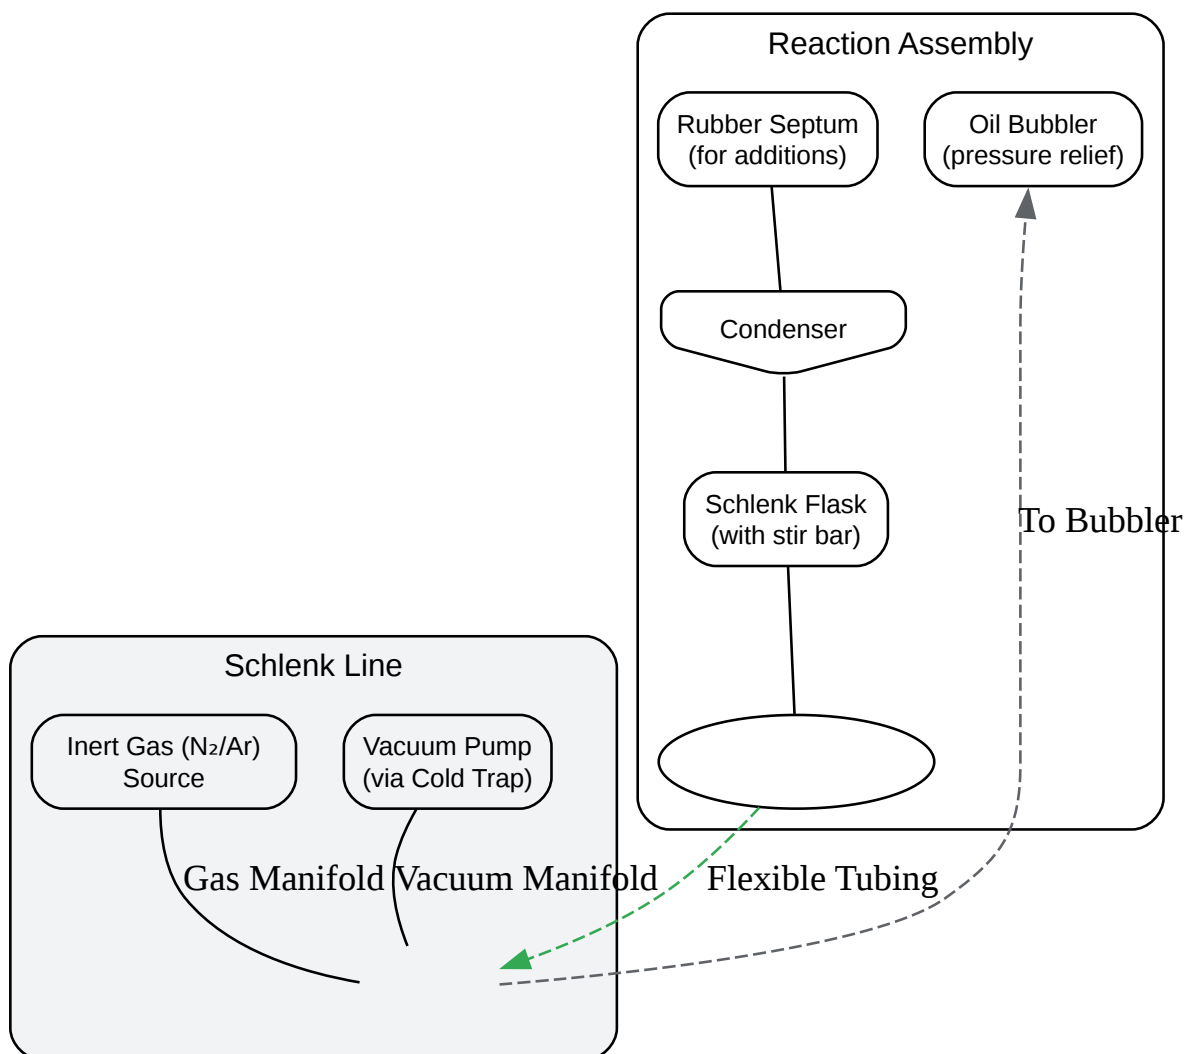 Reaction Assembly
Rubber Septum
(for additions)
Oil Bubbler
(pressure relief)
Condenser
Schlenk Flask
(with stir bar)
To Bubbler
Schlenk Line
Inert Gas (N₂/Ar)
Source
Vacuum Pump
(via Cold Trap)
Gas Manifold
Vacuum Manifold
Flexible Tubing